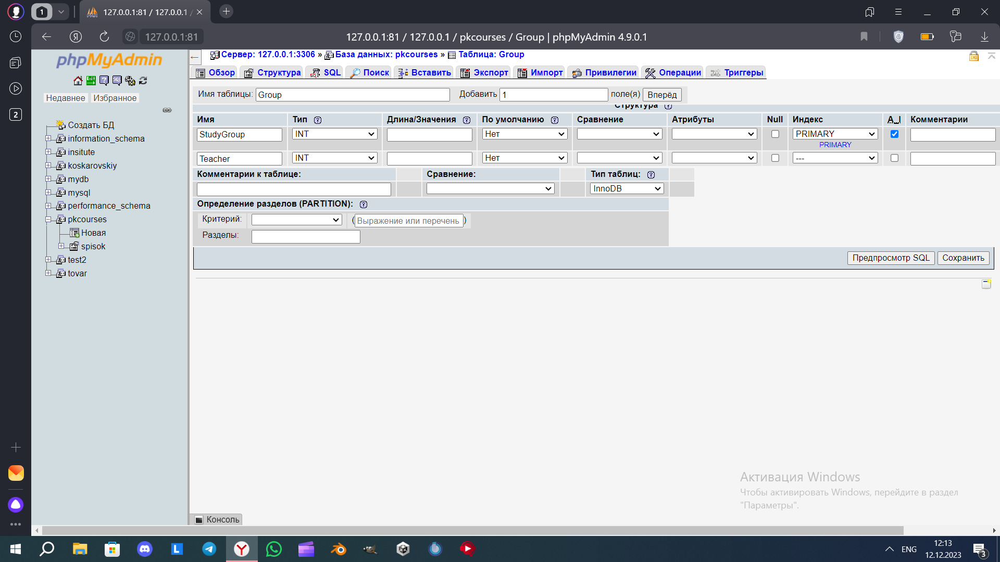 1
127.0.0.1:81 / 127.0.0.1 /
127.0.0.1:81
127.0.0.1:81 / 127.0.0.1 / pkcourses / Group | phpMyAdmin 4.9.0.1
2
phpMyAdmin
Недавнее Избранное
Создать БД
information_schema
insitute
koskarovskiy
mydb
mysql
performance_schema
pkcourses
Новая
spisok
test2
tovar
Сервер: 127.0.0.1:3306 » База данных: pkcourses » Таблица: Group
Обзор Структура SQL Поиск Вставить Экспорт Импорт Привилегии Операции Триггеры
Имя таблицы: Group Добавить 1 поле(я) Вперёд
Структура
Имя Тип Длина/Значения По умолчанию Сравнение Атрибуты Null Индекс A_I Комментарии
StudyGroup INT Нет PRIMARY
PRIMARY
Teacher INT Нет ---
Комментарии к таблице: Сравнение: Тип таблиц:
InnoDB
Определение разделов (PARTITION):
Критерий: (Выражение или перечень)
Разделы:
Предпросмотр SQL Сохранить
Активация Windows
Чтобы активировать Windows, перейдите в раздел
"Параметры".
Консоль
L
ENG
12:13
12.12.2023
3